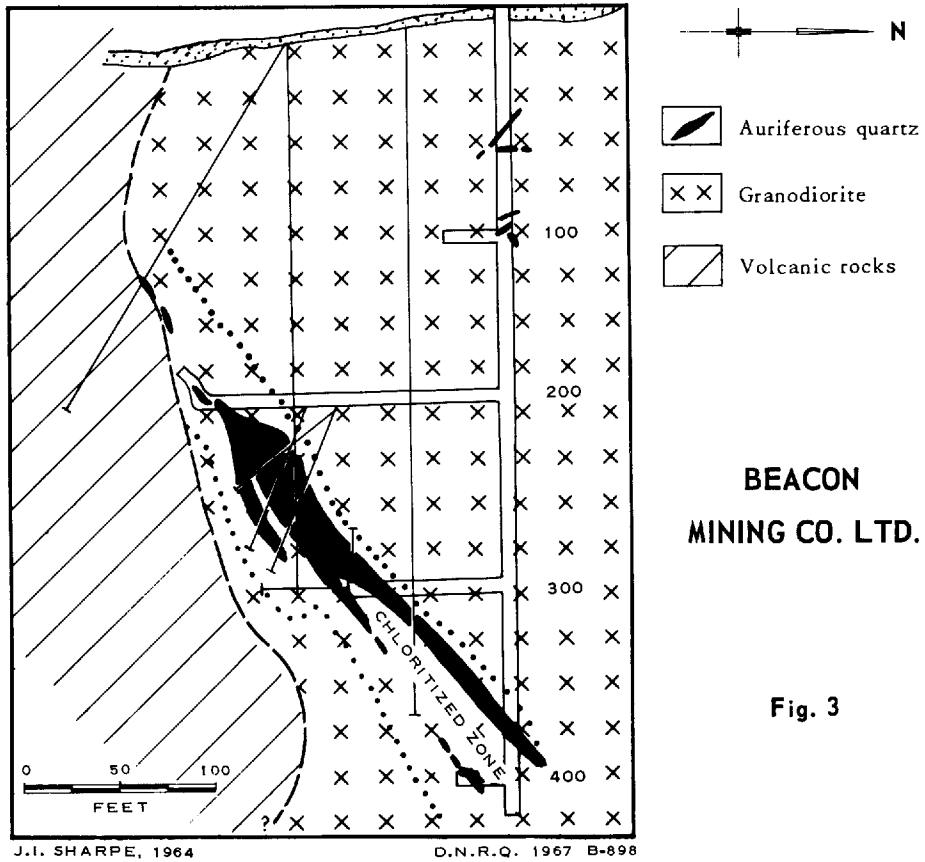 N
Auriferous quartz
Granodiorite
Volcanic rocks
100
200
300
400
CHLORITIZED ZONE
BEACON
MINING CO. LTD.
Fig. 3
0 50 100
FEET
?
J.I. SHARPE, 1964
D.N.R.Q. 1967 B-898